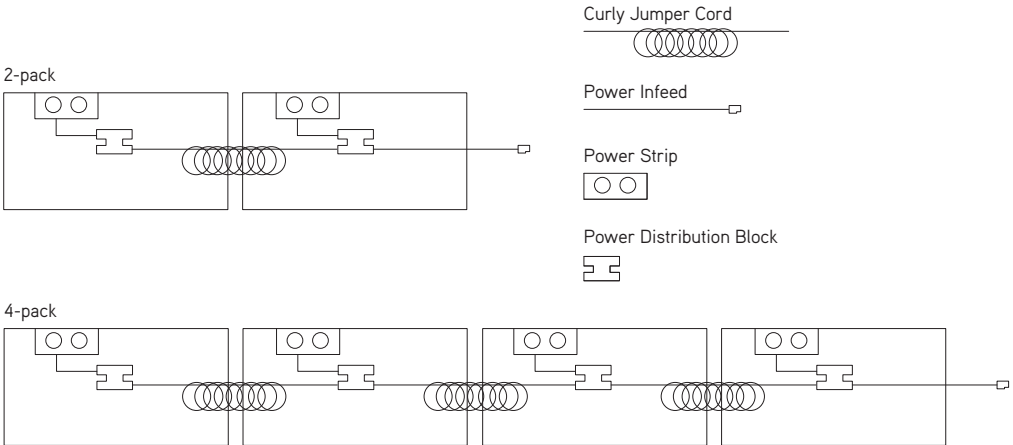 Curly Jumper Cord
2-pack
Power Infeed
Power Strip
Power Distribution Block
4-pack